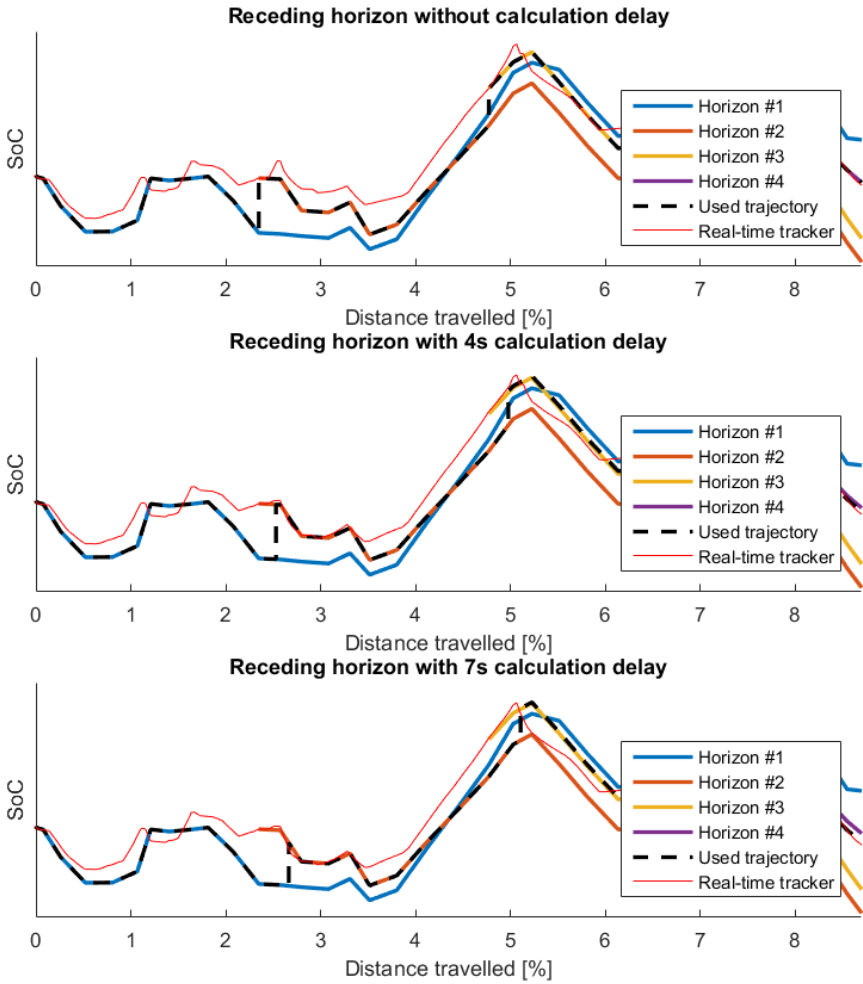 Receding horizon without calculation delay
SoC
Horizon #1
Horizon #2
Horizon #3
Horizon #4
Used trajectory
Real-time tracker
0 1 2 3 4 5 6 7 8
Distance travelled [%]
Receding horizon with 4s calculation delay
SoC
Horizon #1
Horizon #2
Horizon #3
Horizon #4
Used trajectory
Real-time tracker
0 1 2 3 4 5 6 7 8
Distance travelled [%]
Receding horizon with 7s calculation delay
SoC
Horizon #1
Horizon #2
Horizon #3
Horizon #4
Used trajectory
Real-time tracker
0 1 2 3 4 5 6 7 8
Distance travelled [%]